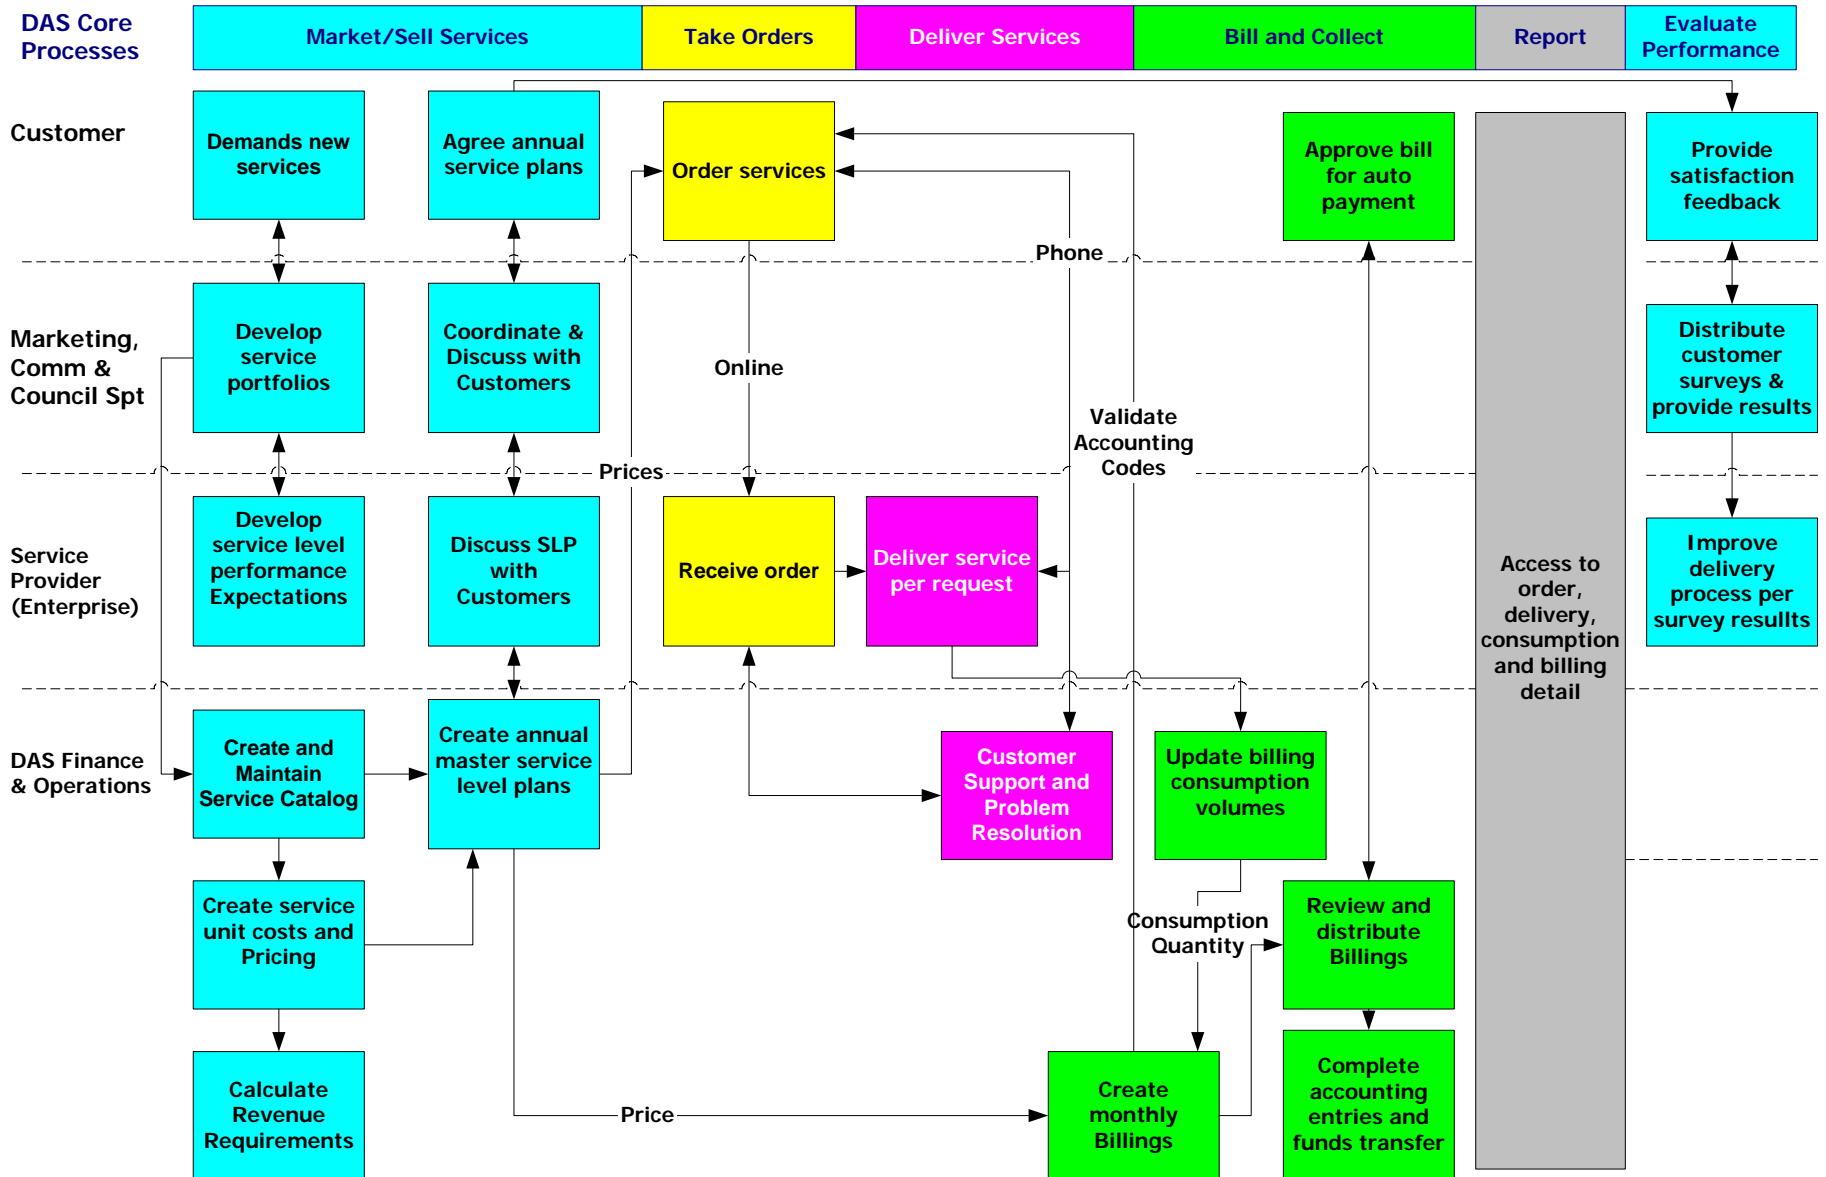 DAS Core
Processes
Market/Sell Services
Take Orders
Deliver Services
Bill and Collect
Report
Evaluate
Performance
Customer
Demands new
services
Agree annual
service plans
Order services
Approve bill
for auto
payment
Provide
satisfaction
feedback
Phone
Marketing,
Comm &
Council Spt
Develop
service
portfolios
Coordinate &
Discuss with
Customers
Online
Validate
Accounting
Codes
Distribute
customer
surveys &
provide results
Prices
Service
Provider
(Enterprise)
Develop
service level
performance
Expectations
Discuss SLP
with
Customers
Receive order
Deliver service
per request
Access to
order,
delivery,
consumption
and billing
detail
Improve
delivery
process per
survey resullts
DAS Finance
& Operations
Create and
Maintain
Service Catalog
Create annual
master service
level plans
Customer
Support and
Problem
Resolution
Update billing
consumption
volumes
Create service
unit costs and
Pricing
Consumption
Quantity
Review and
distribute
Billings
Calculate
Revenue
Requirements
Price
Create
monthly
Billings
Complete
accounting
entries and
funds transfer